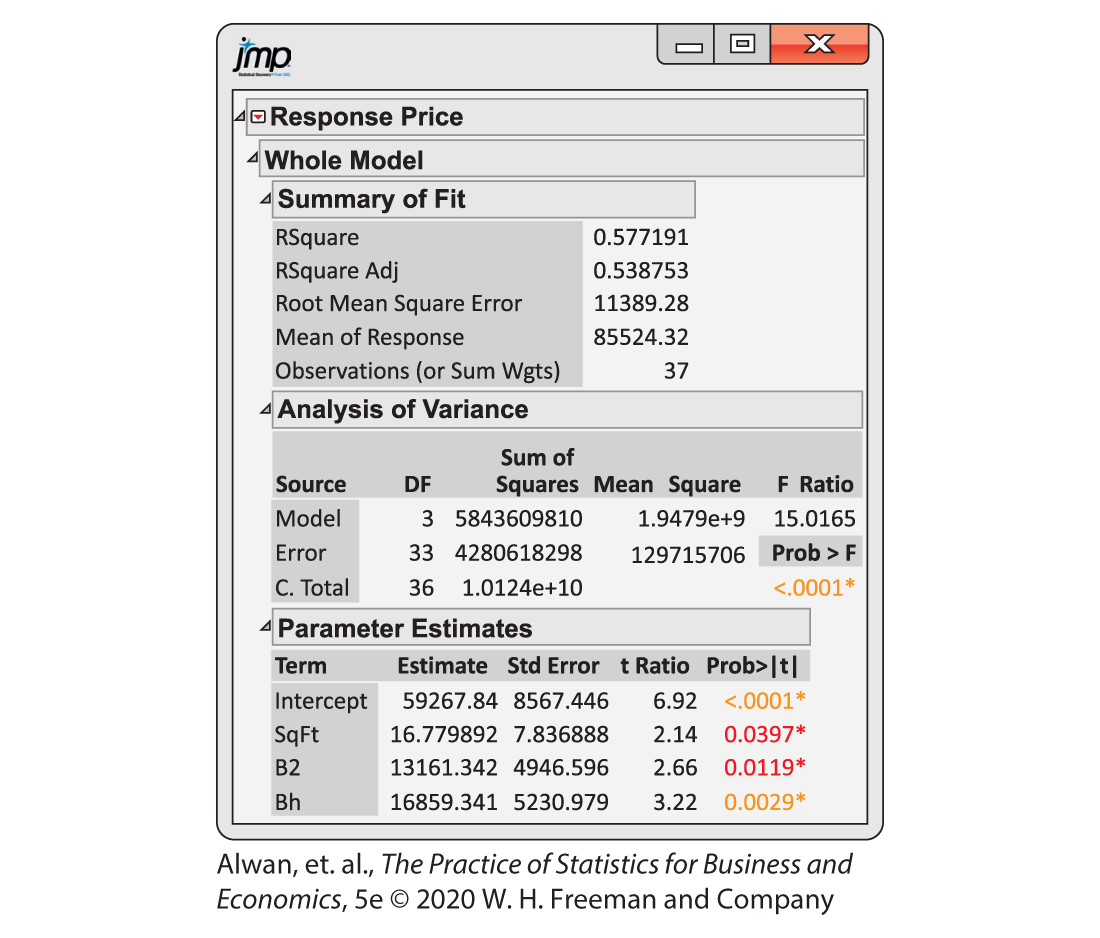 jmp
Statistical Discovery™ From SAS.
Response Price
Whole Model
Summary of Fit
RSquare 0.577191
RSquare Adj 0.538753
Root Mean Square Error 11389.28
Mean of Response 85524.32
Observations (or Sum Wgts) 37
Analysis of Variance
Sum of
Source DF Squares Mean Square F Ratio
Model 3 5843609810 1.9479e+9 15.0165
Error 33 4280618298 129715706 Prob > F
C. Total 36 1.0124e+10 <.0001*
Parameter Estimates
Term Estimate Std Error t Ratio Prob>|t|
Intercept 59267.84 8567.446 6.92 <.0001*
SqFt 16.779892 7.836888 2.14 0.0397*
B2 13161.342 4946.596 2.66 0.0119*
Bh 16859.341 5230.979 3.22 0.0029*
Alwan, et. al., The Practice of Statistics for Business and
Economics, 5e © 2020 W. H. Freeman and Company